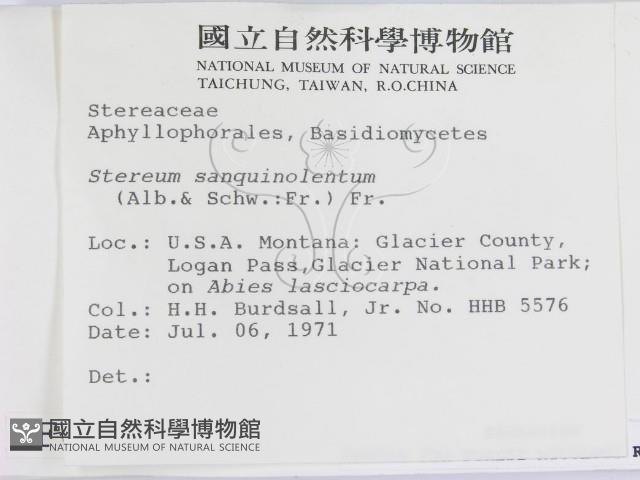 國立自然科學博物館
NATIONAL MUSEUM OF NATURAL SCIENCE
TAICHUNG, TAIWAN, R.O.CHINA
Stereaceae
Aphyllophorales, Basidiomycetes
Stereum sanquinolentum
(Alb.& Schw.:Fr.) Fr.
Loc.: U.S.A. Montana: Glacier County,
Logan Pass,Glacier National Park;
on Abies lasciocarpa.
Col.: H.H. Burdsall, Jr. No. HHB 5576
Date: Jul. 06, 1971
Det.:
國立自然科學博物館
NATIONAL MUSEUM OF NATURAL SCIENCE